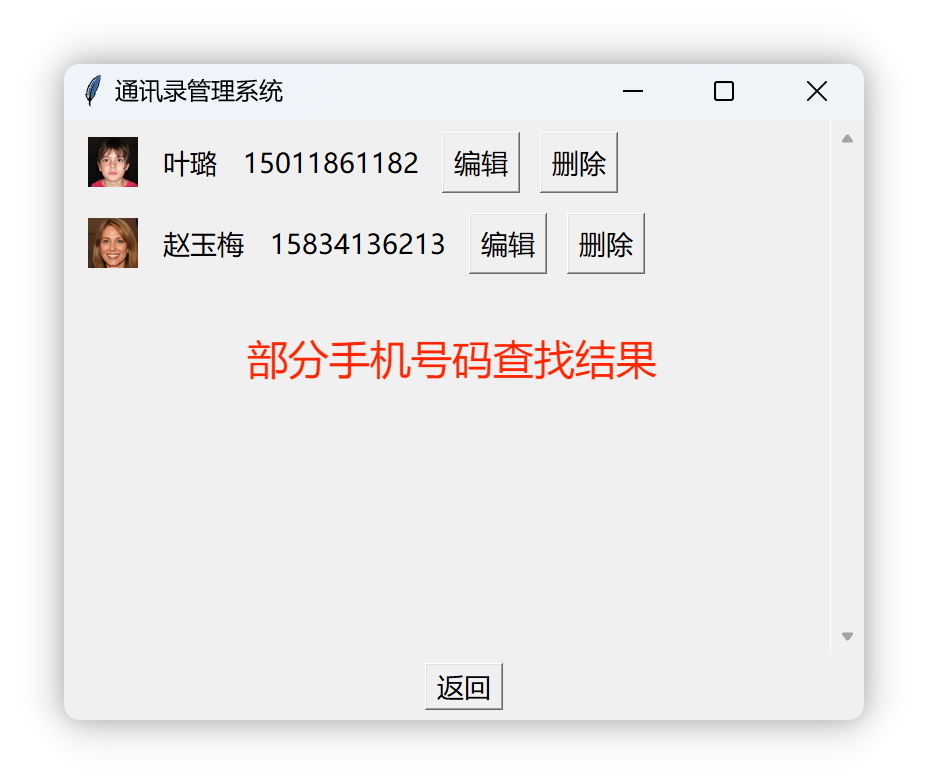 通讯录管理系统
叶璐 15011861182 编辑 删除
赵玉梅 15834136213 编辑 删除
部分手机号码查找结果
返回